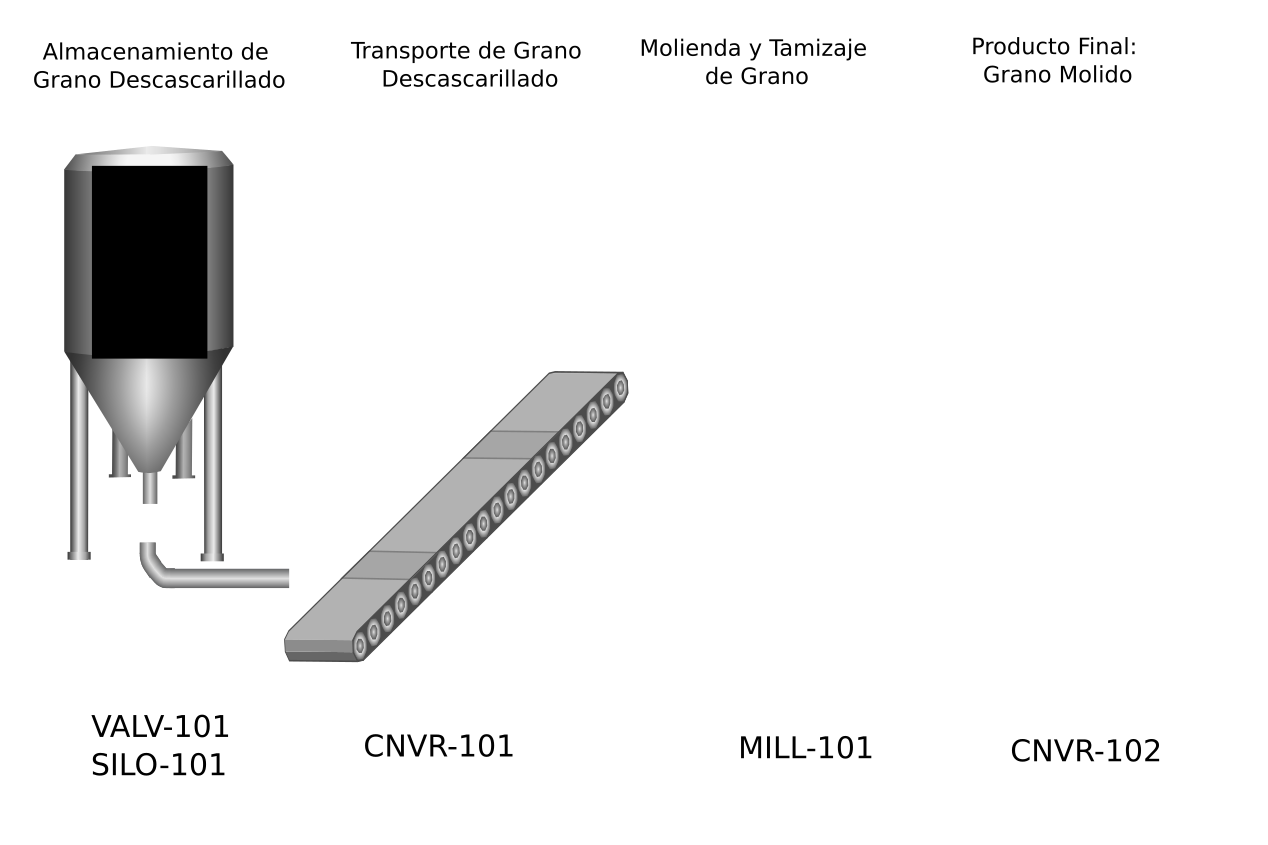 Almacenamiento de
Grano Descascarillado
Transporte de Grano
Descascarillado
Molienda y Tamizaje
de Grano
Producto Final:
Grano Molido
VALV-101
SILO-101
CNVR-101
MILL-101
CNVR-102